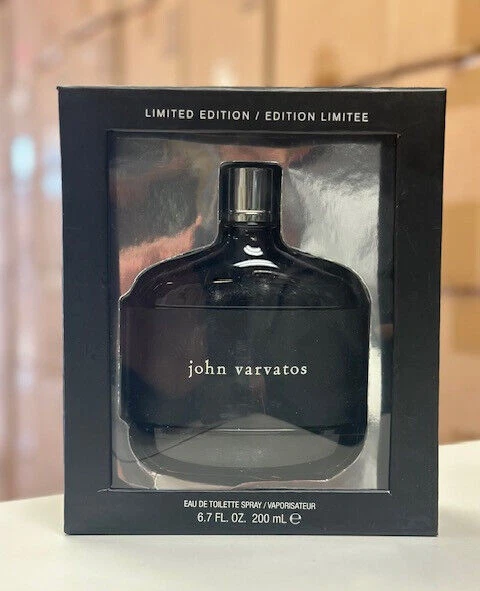 LIMITED EDITION / EDITION LIMITEE
john varvatos
EAU DE TOILETTE SPRAY / VAPORISATEUR
6.7 FL. OZ. 200 mL ℮